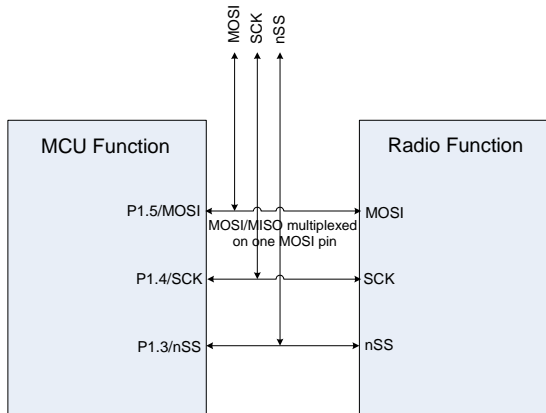 MOSI
SCK
nSS
MCU Function
Radio Function
P1.5/MOSI
MOSI
MOSI/MISO multiplexed
on one MOSI pin
P1.4/SCK
SCK
P1.3/nSS
nSS